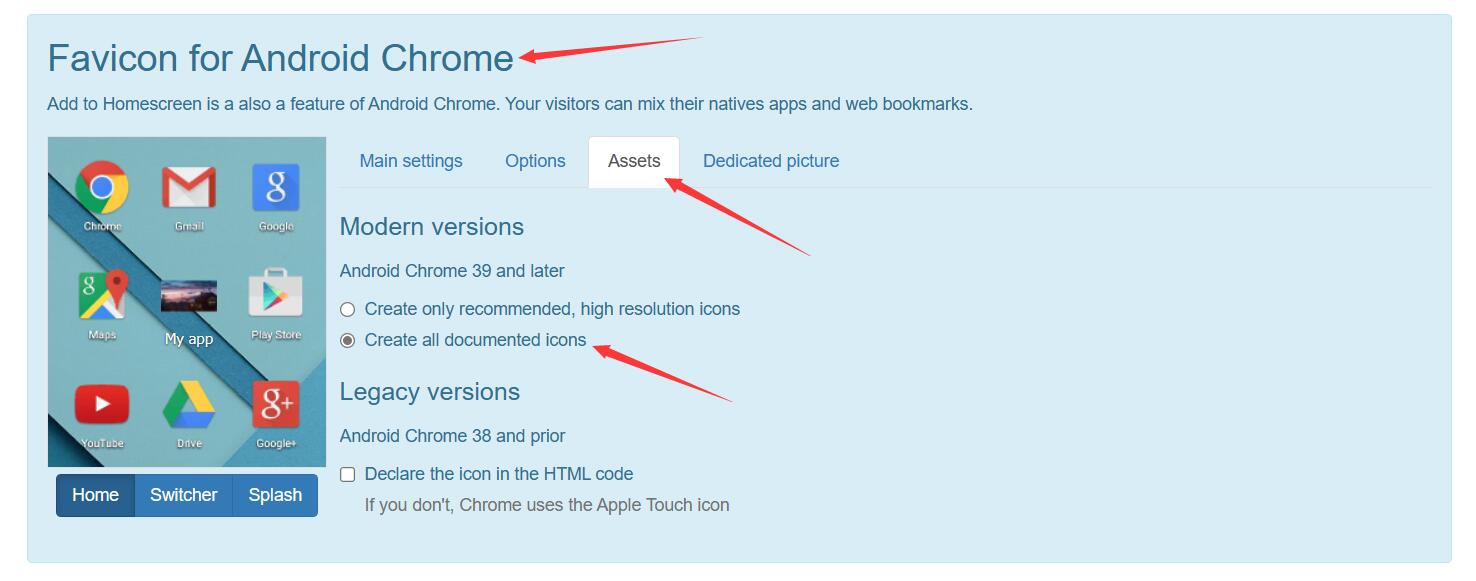 Favicon for Android Chrome
Add to Homescreen is a also a feature of Android Chrome. Your visitors can mix their natives apps and web bookmarks.
Main settings Options Assets Dedicated picture
Chrome Gmail Google
Maps My app Play Store
YouTube Drive Google+
Home Switcher Splash
Modern versions
Android Chrome 39 and later
Create only recommended, high resolution icons
Create all documented icons
Legacy versions
Android Chrome 38 and prior
Declare the icon in the HTML code
If you don't, Chrome uses the Apple Touch icon